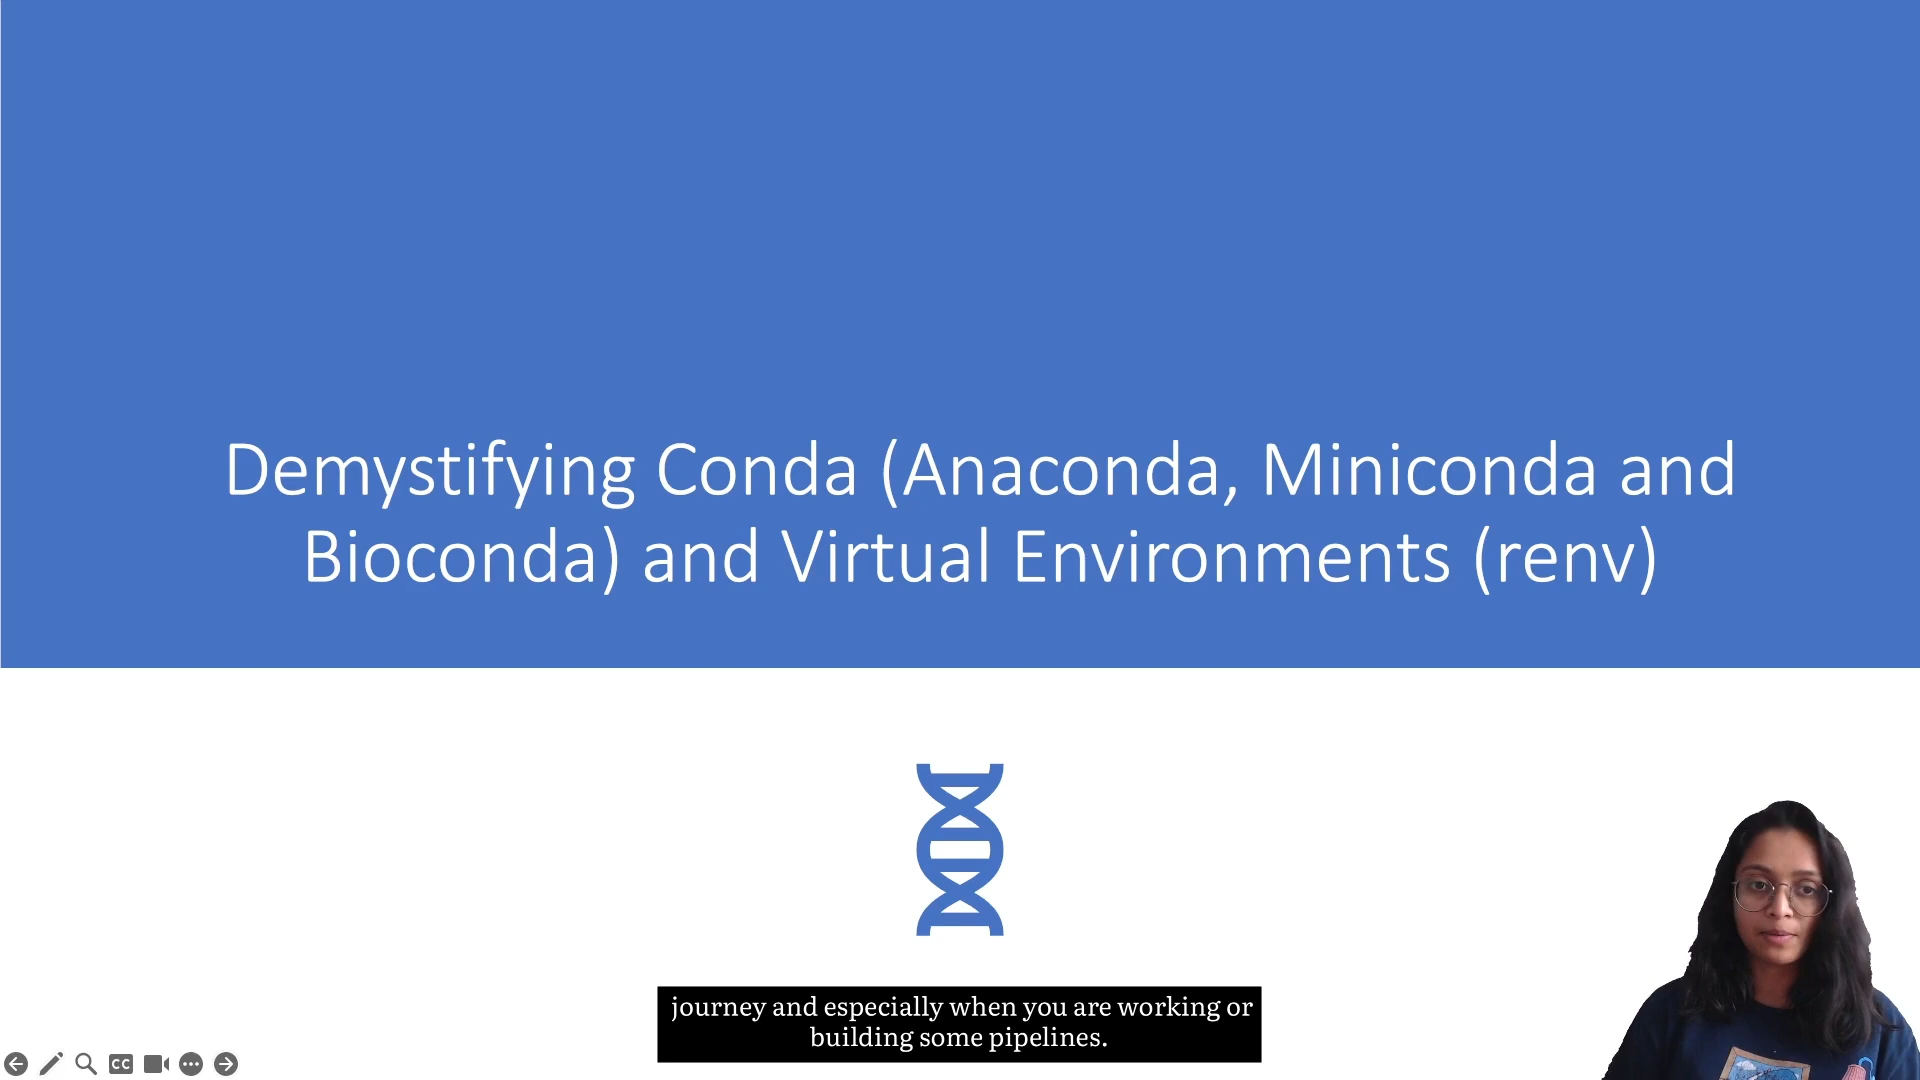 Demystifying Conda (Anaconda, Miniconda and
Bioconda) and Virtual Environments (renv)
journey and especially when you are working or
building some pipelines.
CC